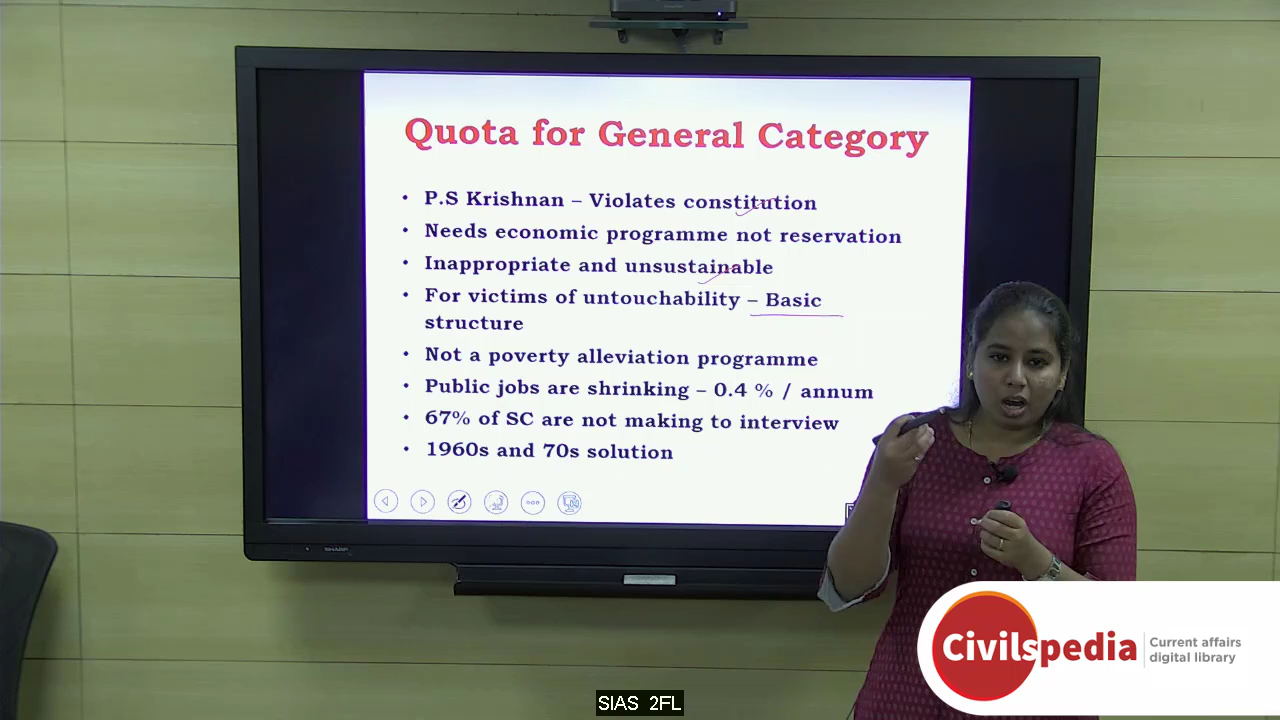 Quota for General Category
• P.S Krishnan – Violates constitution
• Needs economic programme not reservation
• Inappropriate and unsustainable
• For victims of untouchability – Basic
structure
• Not a poverty alleviation programme
• Public jobs are shrinking – 0.4 % / annum
• 67% of SC are not making to interview
• 1960s and 70s solution
SHARP
Civilspedia
Current affairs
digital library
SIAS 2FL